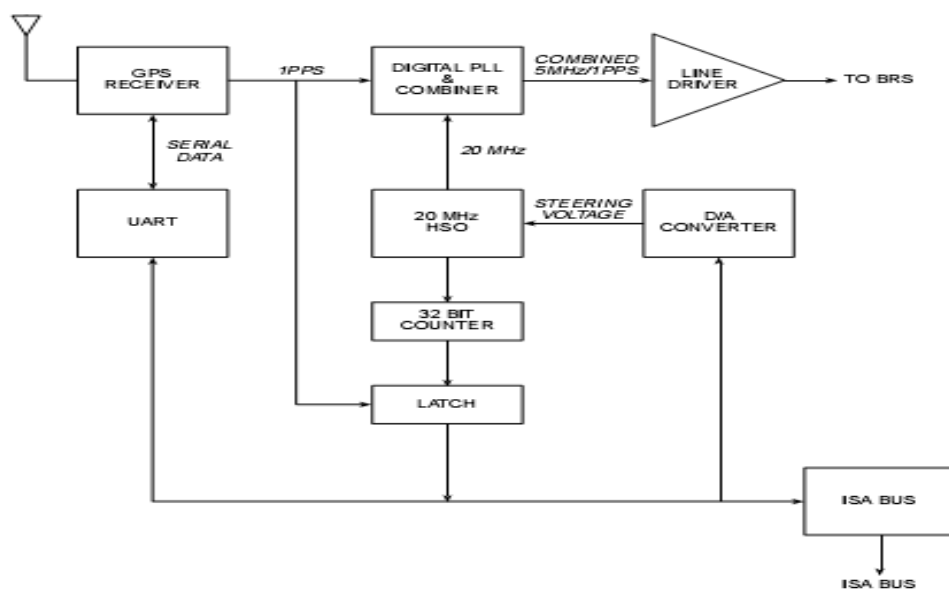 GPS
RECEIVER
1PPS
DIGITAL PLL
&
COMBINER
COMBINED
5MHz/1PPS
LINE
DRIVER
TO BRS
SERIAL
DATA
20 MHz
UART
20 MHz
HSO
STEERING
VOLTAGE
D/A
CONVERTER
32 BIT
COUNTER
LATCH
ISA BUS
ISA BUS